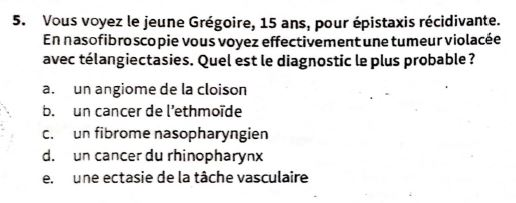 5. Vous voyez le jeune Grégoire, 15 ans, pour épistaxis récidivante.
En nasofibroscopie vous voyez effectivement une tumeur violacée
avec télangiectasies. Quel est le diagnostic le plus probable ?
a. un angiome de la cloison
b. un cancer de l'ethmoïde
c. un fibrome nasopharyngien
d. un cancer du rhinopharynx
e. une ectasie de la tâche vasculaire